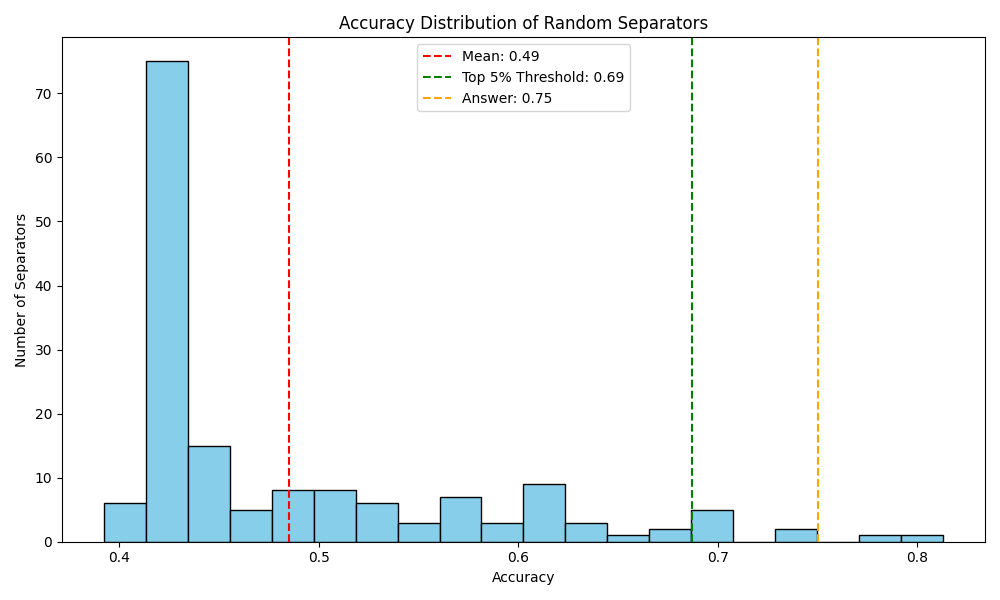 Accuracy Distribution of Random Separators
Mean: 0.49
Top 5% Threshold: 0.69
Answer: 0.75
Number of Separators
70
60
50
40
30
20
10
0
0.4 0.5 0.6 0.7 0.8
Accuracy